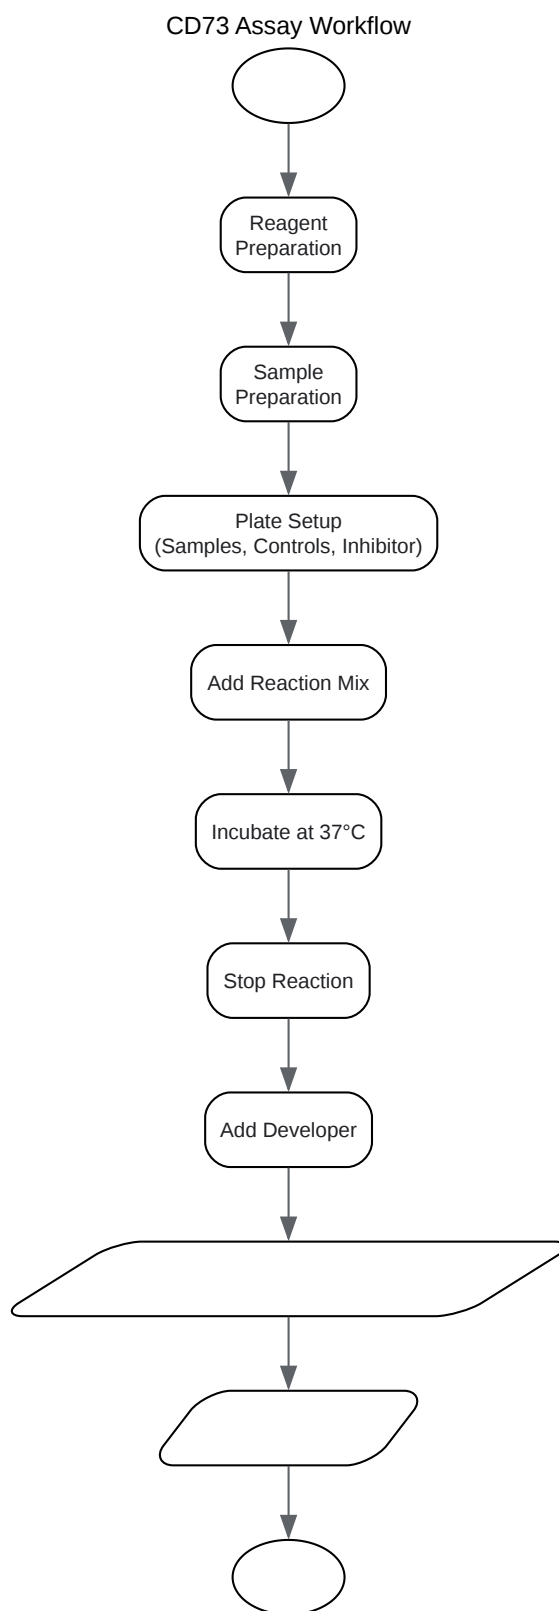 CD73 Assay Workflow
Reagent
Preparation
Sample
Preparation
Plate Setup
(Samples, Controls, Inhibitor)
Add Reaction Mix
Incubate at 37°C
Stop Reaction
Add Developer